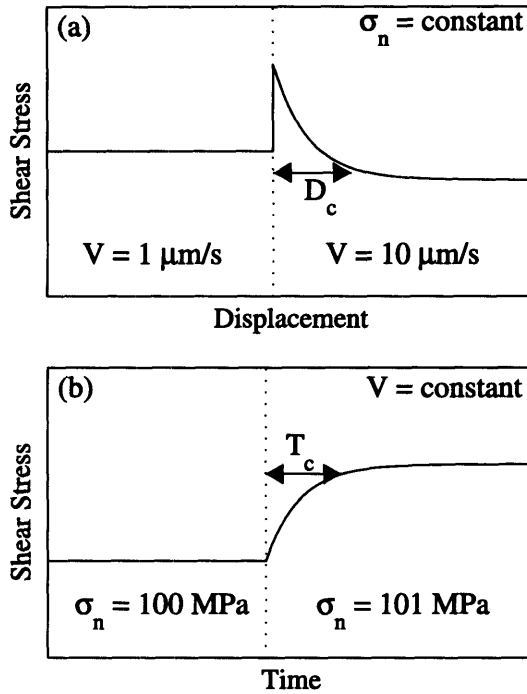 (a) σn = constant
Shear Stress
Dc
V = 1 μm/s V = 10 μm/s
Displacement
(b) V = constant
Shear Stress
Tc
σn = 100 MPa σn = 101 MPa
Time